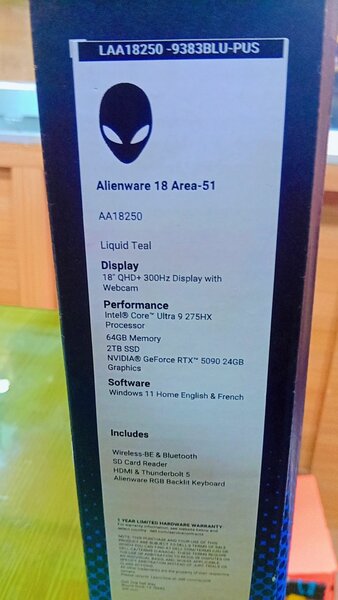 LAA18250 -9383BLU-PUS
Alienware 18 Area-51
AA18250
Liquid Teal
Display
18" QHD+ 300Hz Display with
Webcam
Performance
Intel® Core™ Ultra 9 275HX
Processor
64GB Memory
2TB SSD
NVIDIA® GeForce RTX™ 5090 24GB
Graphics
Software
Windows 11 Home English & French
Includes
Wireless-BE & Bluetooth
SD Card Reader
HDMI & Thunderbolt 5
Alienware RGB Backlit Keyboard
1 YEAR LIMITED HARDWARE WARRANTY